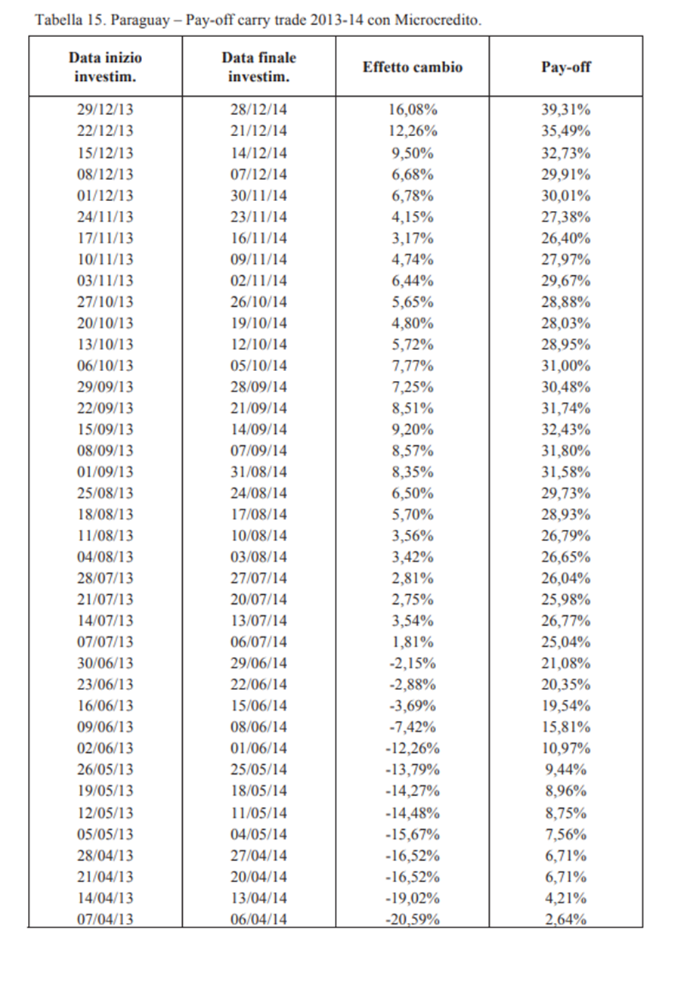 Tabella 15. Paraguay – Pay-off carry trade 2013-14 con Microcredito.
Data inizio investim. Data finale investim. Effetto cambio Pay-off
29/12/13 28/12/14 16,08% 39,31%
22/12/13 21/12/14 12,26% 35,49%
15/12/13 14/12/14 9,50% 32,73%
08/12/13 07/12/14 6,68% 29,91%
01/12/13 30/11/14 6,78% 30,01%
24/11/13 23/11/14 4,15% 27,38%
17/11/13 16/11/14 3,17% 26,40%
10/11/13 09/11/14 4,74% 27,97%
03/11/13 02/11/14 6,44% 29,67%
27/10/13 26/10/14 5,65% 28,88%
20/10/13 19/10/14 4,80% 28,03%
13/10/13 12/10/14 5,72% 28,95%
06/10/13 05/10/14 7,77% 31,00%
29/09/13 28/09/14 7,25% 30,48%
22/09/13 21/09/14 8,51% 31,74%
15/09/13 14/09/14 9,20% 32,43%
08/09/13 07/09/14 8,57% 31,80%
01/09/13 31/08/14 8,35% 31,58%
25/08/13 24/08/14 6,50% 29,73%
18/08/13 17/08/14 5,70% 28,93%
11/08/13 10/08/14 3,56% 26,79%
04/08/13 03/08/14 3,42% 26,65%
28/07/13 27/07/14 2,81% 26,04%
21/07/13 20/07/14 2,75% 25,98%
14/07/13 13/07/14 3,54% 26,77%
07/07/13 06/07/14 1,81% 25,04%
30/06/13 29/06/14 -2,15% 21,08%
23/06/13 22/06/14 -2,88% 20,35%
16/06/13 15/06/14 -3,69% 19,54%
09/06/13 08/06/14 -7,42% 15,81%
02/06/13 01/06/14 -12,26% 10,97%
26/05/13 25/05/14 -13,79% 9,44%
19/05/13 18/05/14 -14,27% 8,96%
12/05/13 11/05/14 -14,48% 8,75%
05/05/13 04/05/14 -15,67% 7,56%
28/04/13 27/04/14 -16,52% 6,71%
21/04/13 20/04/14 -16,52% 6,71%
14/04/13 13/04/14 -19,02% 4,21%
07/04/13 06/04/14 -20,59% 2,64%